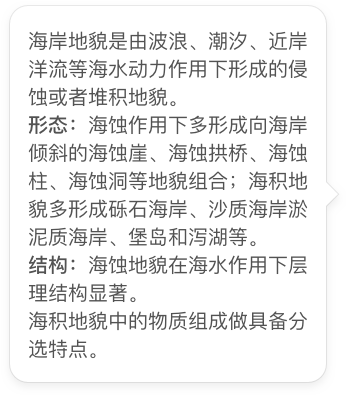 海岸地貌是由波浪、潮汐、近岸
洋流等海水动力作用下形成的侵
蚀或者堆积地貌。
形态：海蚀作用下多形成向海岸
倾斜的海蚀崖、海蚀拱桥、海蚀
柱、海蚀洞等地貌组合；海积地
貌多形成砾石海岸、沙质海岸淤
泥质海岸、堡岛和泻湖等。
结构：海蚀地貌在海水作用下层
理结构显著。
海积地貌中的物质组成做具备分
选特点。